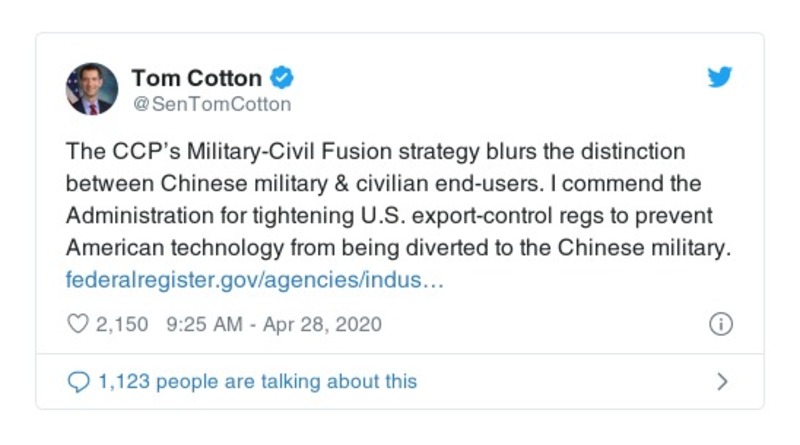 Tom Cotton
@SenTomCotton
The CCP’s Military-Civil Fusion strategy blurs the distinction
between Chinese military & civilian end-users. I commend the
Administration for tightening U.S. export-control regs to prevent
American technology from being diverted to the Chinese military.
federalregister.gov/agencies/indus…
2,150 9:25 AM - Apr 28, 2020
1,123 people are talking about this